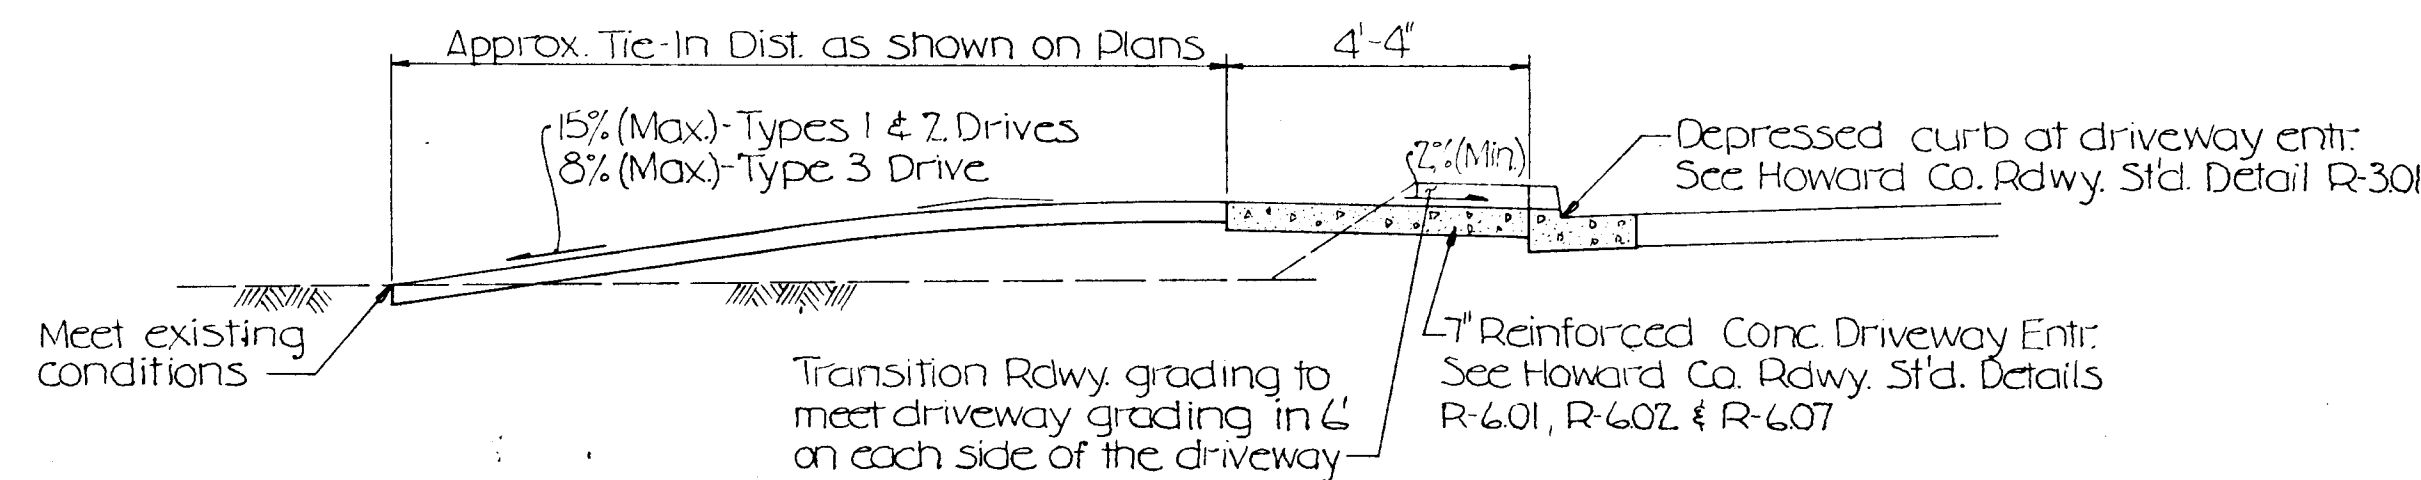 Approx. Tie-In Dist. as shown on Plans
4'-4"
15% (Max.)-Types 1 & 2 Drives
8% (Max.)-Type 3 Drive
2% (Min.)
Depressed curb at driveway entr.
See Howard Co. Rdwy. St'd. Detail R-3.01
Meet existing
conditions
7" Reinforced Conc. Driveway Entr.
See Howard Co. Rdwy. St'd. Details
R-6.01, R-6.02 & R-6.07
Transition Rdwy. grading to
meet driveway grading in 6'
on each side of the driveway